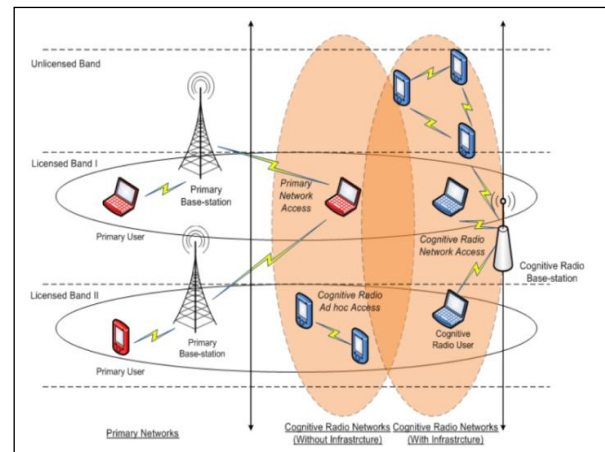 Unlicensed Band
Licensed Band I
Primary
Base-station
Primary
Network
Access
Primary User
Cognitive Radio
Network Access
Cognitive Radio
Base-station
Licensed Band II
Cognitive Radio
Ad hoc Access
Primary
Base-station
Cognitive
Radio User
Primary User
Primary Networks
Cognitive Radio Networks
(Without Infrastrcture)
Cognitive Radio Networks
(With Infrastrcture)